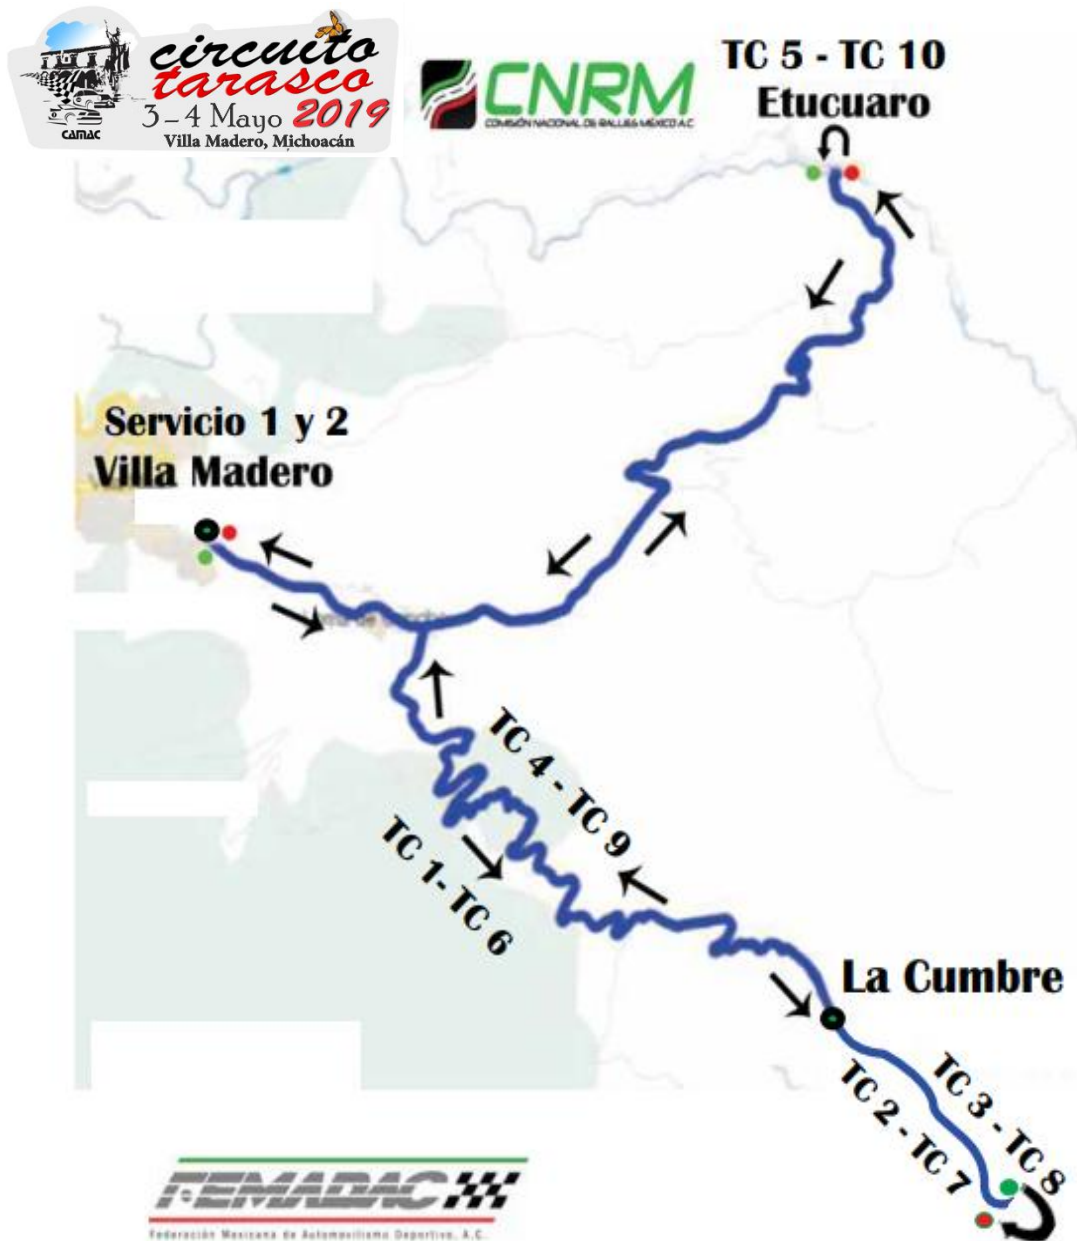 circuito
tarasco
3-4 Mayo 2019
Villa Madero, Michoacán
CAMAC
CNRM
COMISIÓN NACIONAL DE RALLIES MÉXICO A.C
TC 5 - TC 10
Etucuaro
Servicio 1 y 2
Villa Madero
TC 4 - TC 9
TC 1- TC 6
La Cumbre
TC 3 - TC 8
TC 2 - TC 7
FEMADAC
Federación Mexicana de Automovilismo Deportivo, A.C.